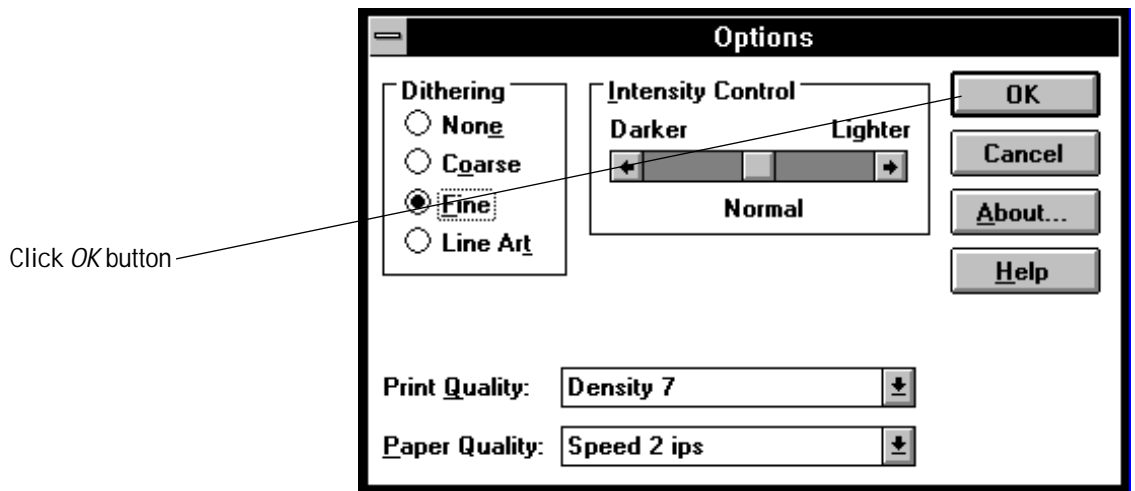 Options
Dithering
None
Coarse
Fine
Line Art
Intensity Control
Darker Lighter
Normal
OK
Cancel
About...
Help
Click OK button
Print Quality: Density 7
Paper Quality: Speed 2 ips